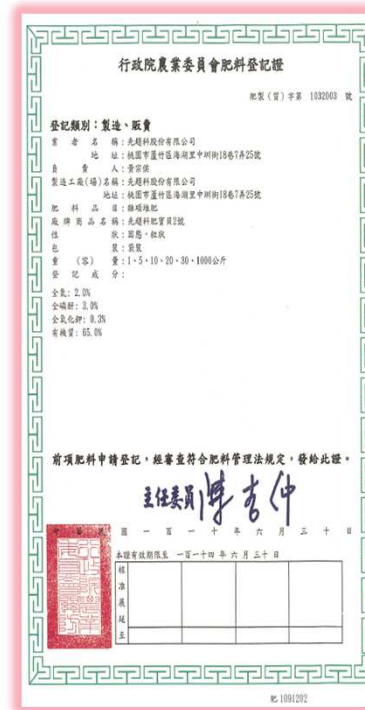 行政院農業委員會肥料登記證
肥製(質)字第 1032003 號
登記類別：製造、販賣
業者名稱：先趨科股份有限公司
地址：桃園市蘆竹區海湖里中圳街18巷7弄25號
負責人：黃宗俊
製造工廠(場)名稱：先趨科股份有限公司
地址：桃園市蘆竹區海湖里中圳街18巷7弄25號
肥料品目：雜項堆肥
廠牌商品名稱：先趨科肥寶貝2號
性狀：固態，粗狀
包裝：袋裝
重(容)量：1、5、10、20、30、1000公斤
登記成分：
全氮：2.0%
全磷酐：3.0%
全氧化鉀：0.3%
有機質：65.0%
前項肥料申請登記，經審查符合肥料管理法規定，發給此證。
主任委員 陳吉仲
中華民國一百一十年六月三十日
本證有效期限至 一百一十四年六月三十日
核准展延至
肥 1091202